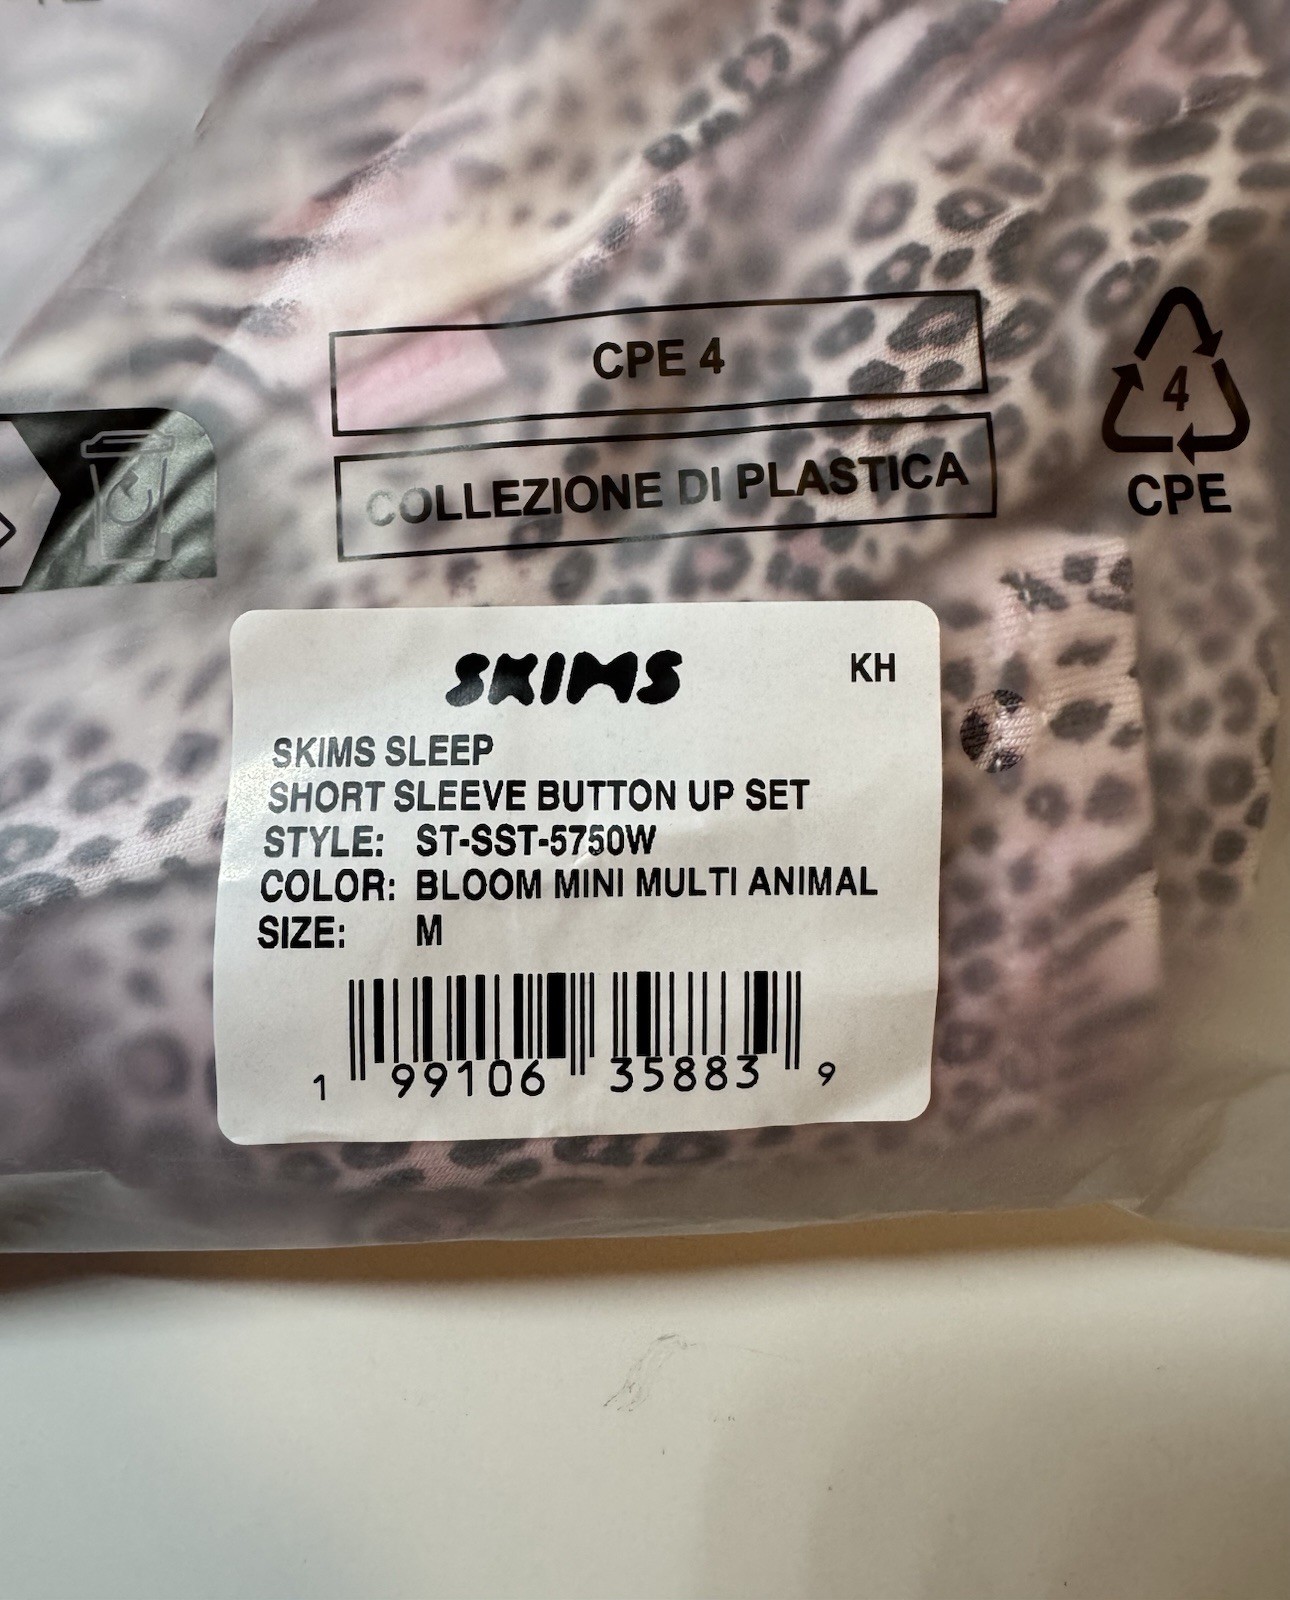 CPE 4
COLLEZIONE DI PLASTICA
4
CPE
SKIMS
KH
SKIMS SLEEP
SHORT SLEEVE BUTTON UP SET
STYLE: ST-SST-5750W
COLOR: BLOOM MINI MULTI ANIMAL
SIZE: M
1 99106 35883 9